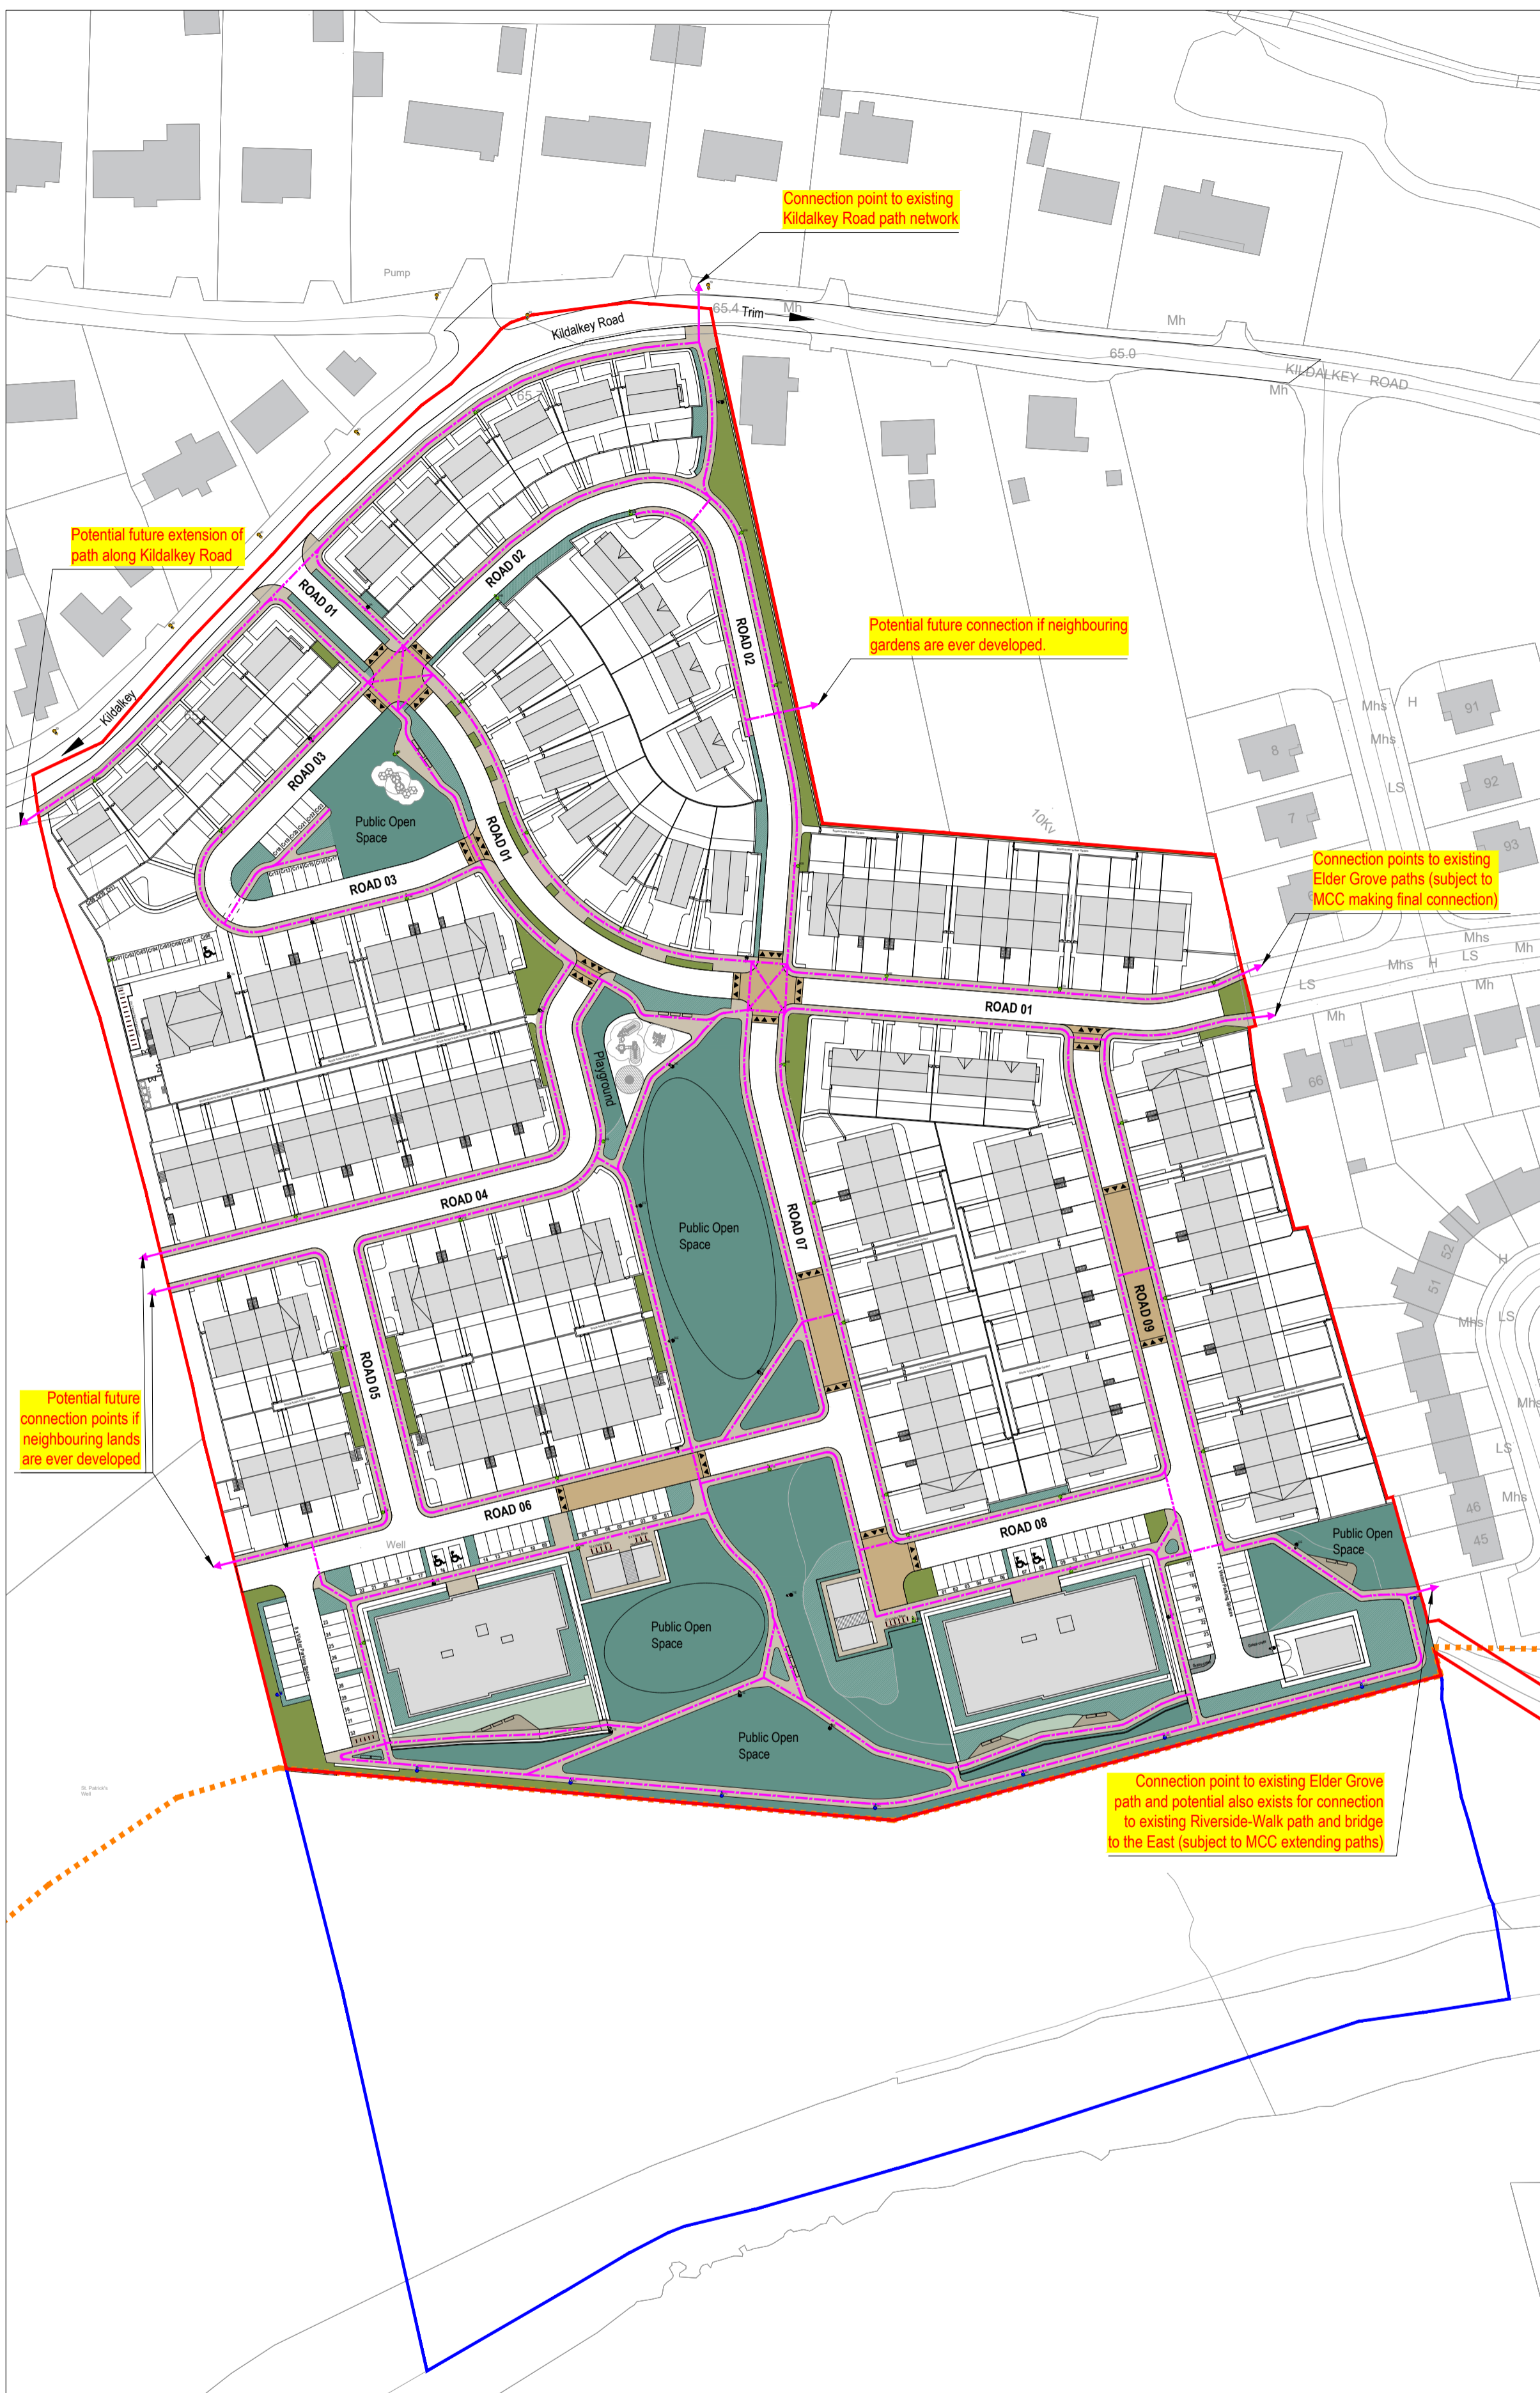 Connection point to existing
Kildalkey Road path network
Pump
65.4
Trim
Mh
Mh
Kildalkey Road
65.0
KILDALKEY ROAD
Mh
65.
Potential future extension of
path along Kildalkey Road
ROAD 01
ROAD 02
ROAD 02
Potential future connection if neighbouring
gardens are ever developed.
Kildalkey
ROAD 03
Mhs
H
91
8
Mhs
LS
92
7
93
10Kv
Public Open
Space
ROAD 01
ROAD 03
Connection points to existing
Elder Grove paths (subject to
MCC making final connection)
6
Mhs
Mh
Mhs
H
LS
Mh
LS
Mh
ROAD 01
66
Playground
ROAD 04
Public Open
Space
ROAD 07
52
51
H
LS
Mhs
ROAD 09
ROAD 05
Potential future
connection points if
neighbouring lands
are ever developed
Mhs
LS
Mhs
46
45
ROAD 06
Well
ROAD 08
Public Open
Space
Public Open
Space
Public Open
Space
St. Patrick's
Well
Connection point to existing Elder Grove
path and potential also exists for connection
to existing Riverside-Walk path and bridge
to the East (subject to MCC extending paths)